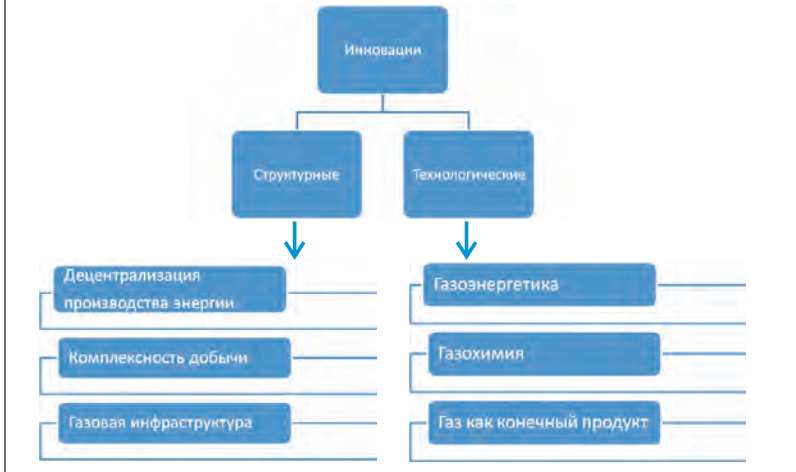 Инновации
Структурные
Технологические
Децентрализация
производства энергии
Комплексность добычи
Газовая инфраструктура
Газоэнергетика
Газохимия
Газ как конечный продукт